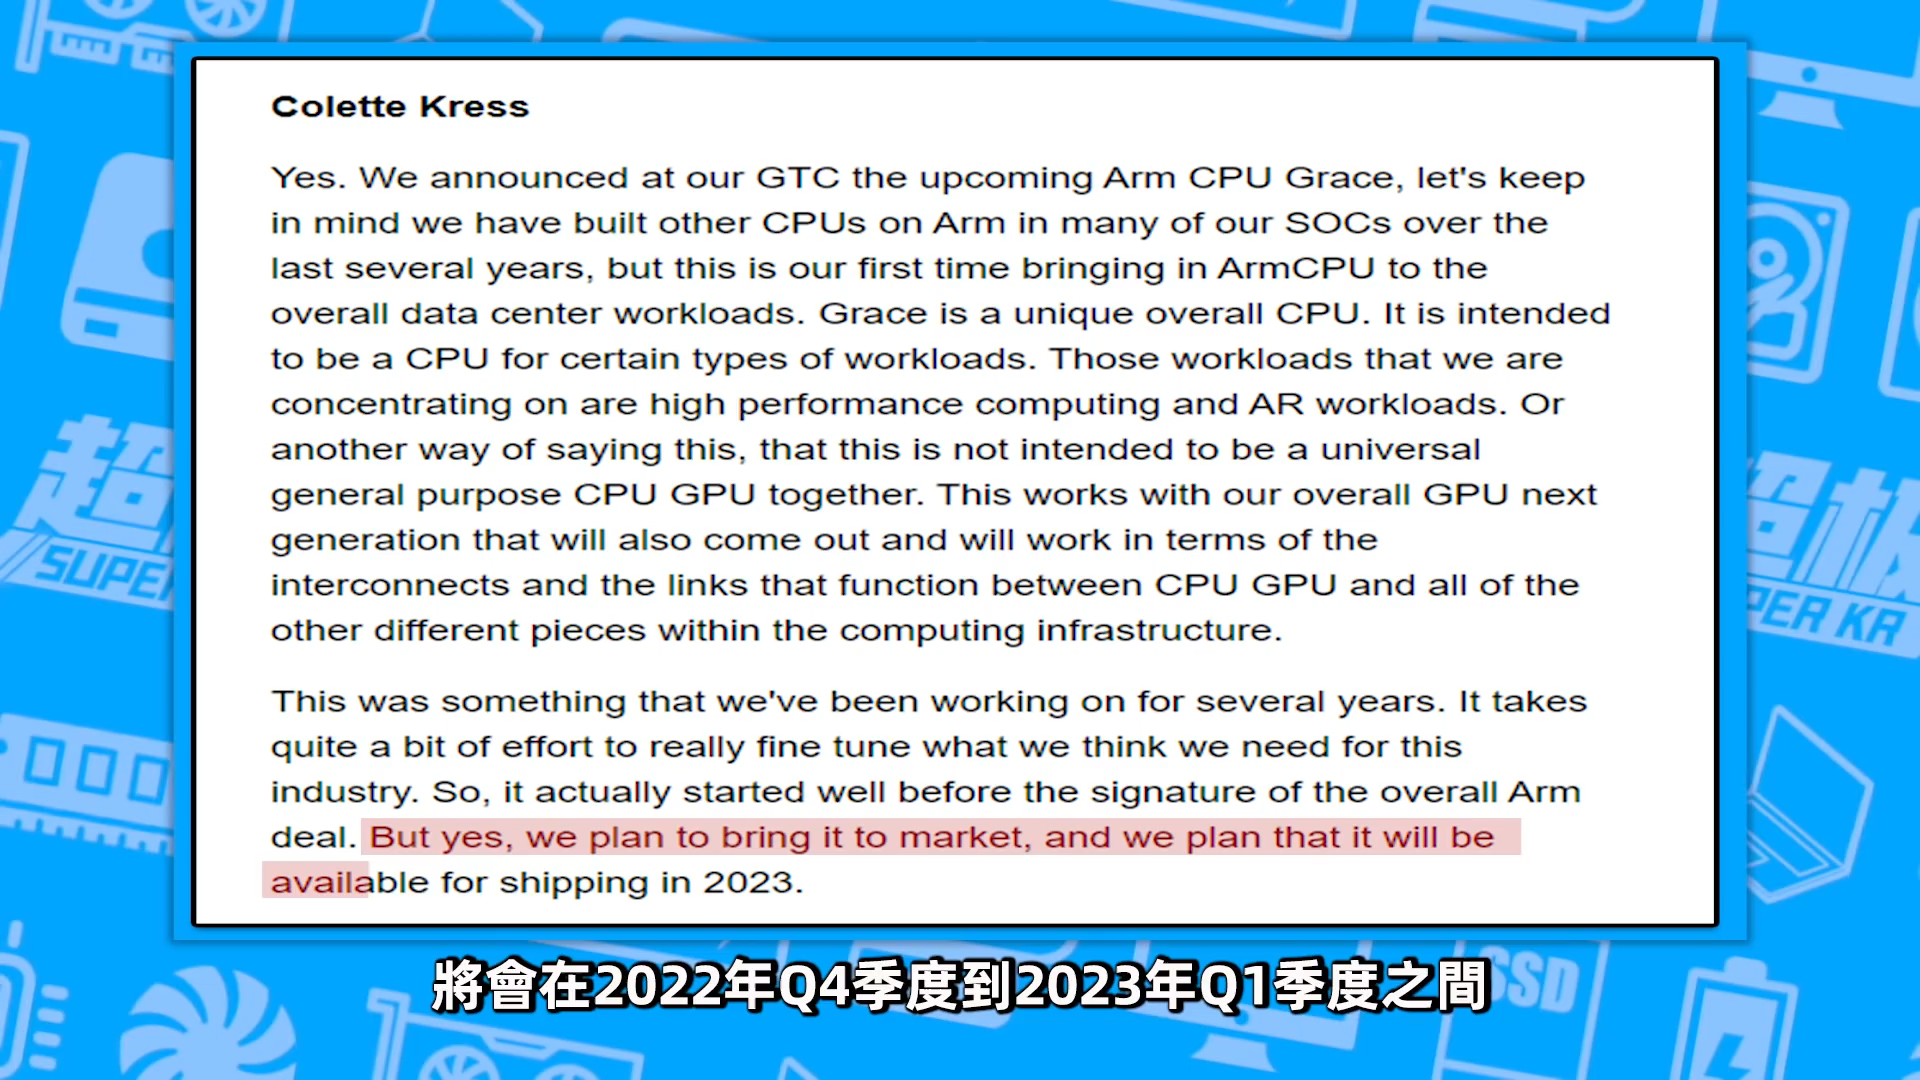 Colette Kress
Yes. We announced at our GTC the upcoming Arm CPU Grace, let's keep
in mind we have built other CPUs on Arm in many of our SOCs over the
last several years, but this is our first time bringing in ArmCPU to the
overall data center workloads. Grace is a unique overall CPU. It is intended
to be a CPU for certain types of workloads. Those workloads that we are
concentrating on are high performance computing and AR workloads. Or
another way of saying this, that this is not intended to be a universal
general purpose CPU GPU together. This works with our overall GPU next
generation that will also come out and will work in terms of the
interconnects and the links that function between CPU GPU and all of the
other different pieces within the computing infrastructure.
This was something that we've been working on for several years. It takes
quite a bit of effort to really fine tune what we think we need for this
industry. So, it actually started well before the signature of the overall Arm
deal. But yes, we plan to bring it to market, and we plan that it will be
available for shipping in 2023.
超
SUPER
超極
PER KR
SSD
將會在2022年Q4季度到2023年Q1季度之間